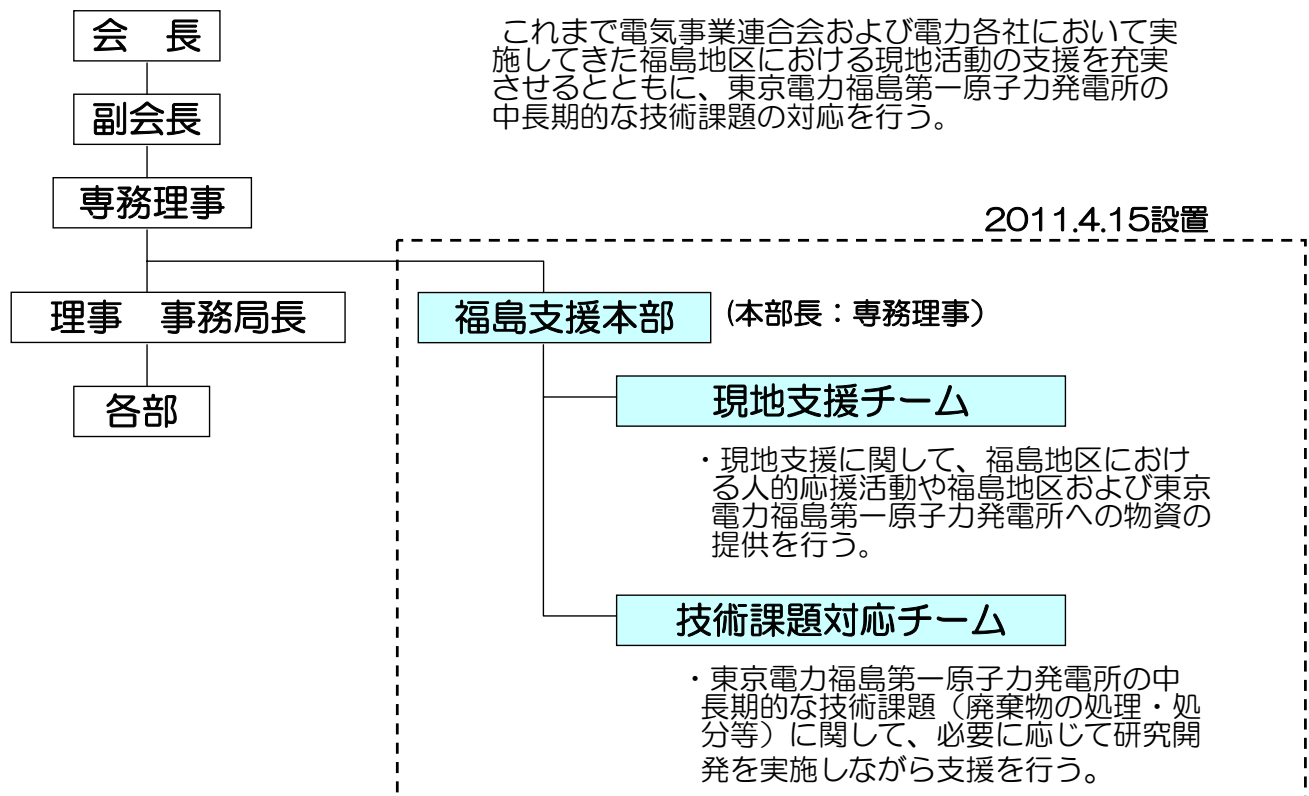 会　長
これまで電気事業連合会および電力各社において実
施してきた福島地区における現地活動の支援を充実
させるとともに、東京電力福島第一原子力発電所の
中長期的な技術課題の対応を行う。
副会長
専務理事
2011.4.15設置
理事　事務局長
福島支援本部 (本部長：専務理事）
各部
現地支援チーム
・現地支援に関して、福島地区におけ
る人的応援活動や福島地区および東京
電力福島第一原子力発電所への物資の
提供を行う。
技術課題対応チーム
・東京電力福島第一原子力発電所の中
長期的な技術課題（廃棄物の処理・処
分等）に関して、必要に応じて研究開
発を実施しながら支援を行う。